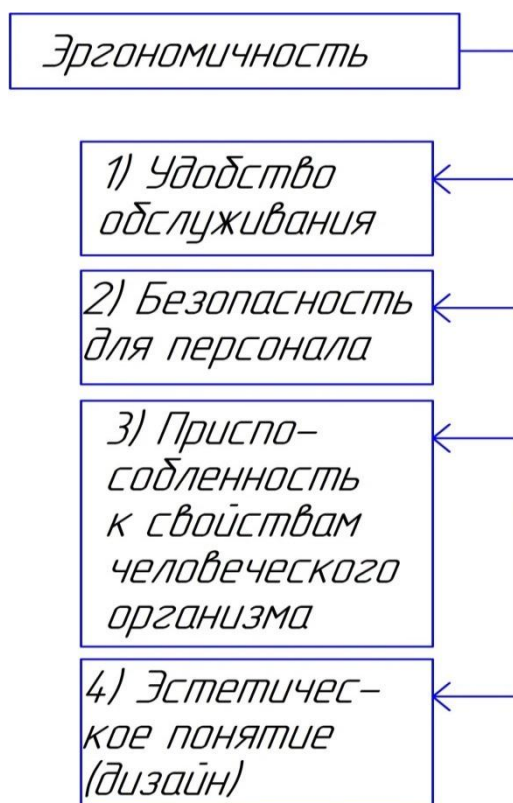 Эргономичность
1) Удобство
обслуживания
2) Безопасность
для персонала
3) Приспо-
собленность
к свойствам
человеческого
организма
4) Эстетичес-
кое понятие
(дизайн)